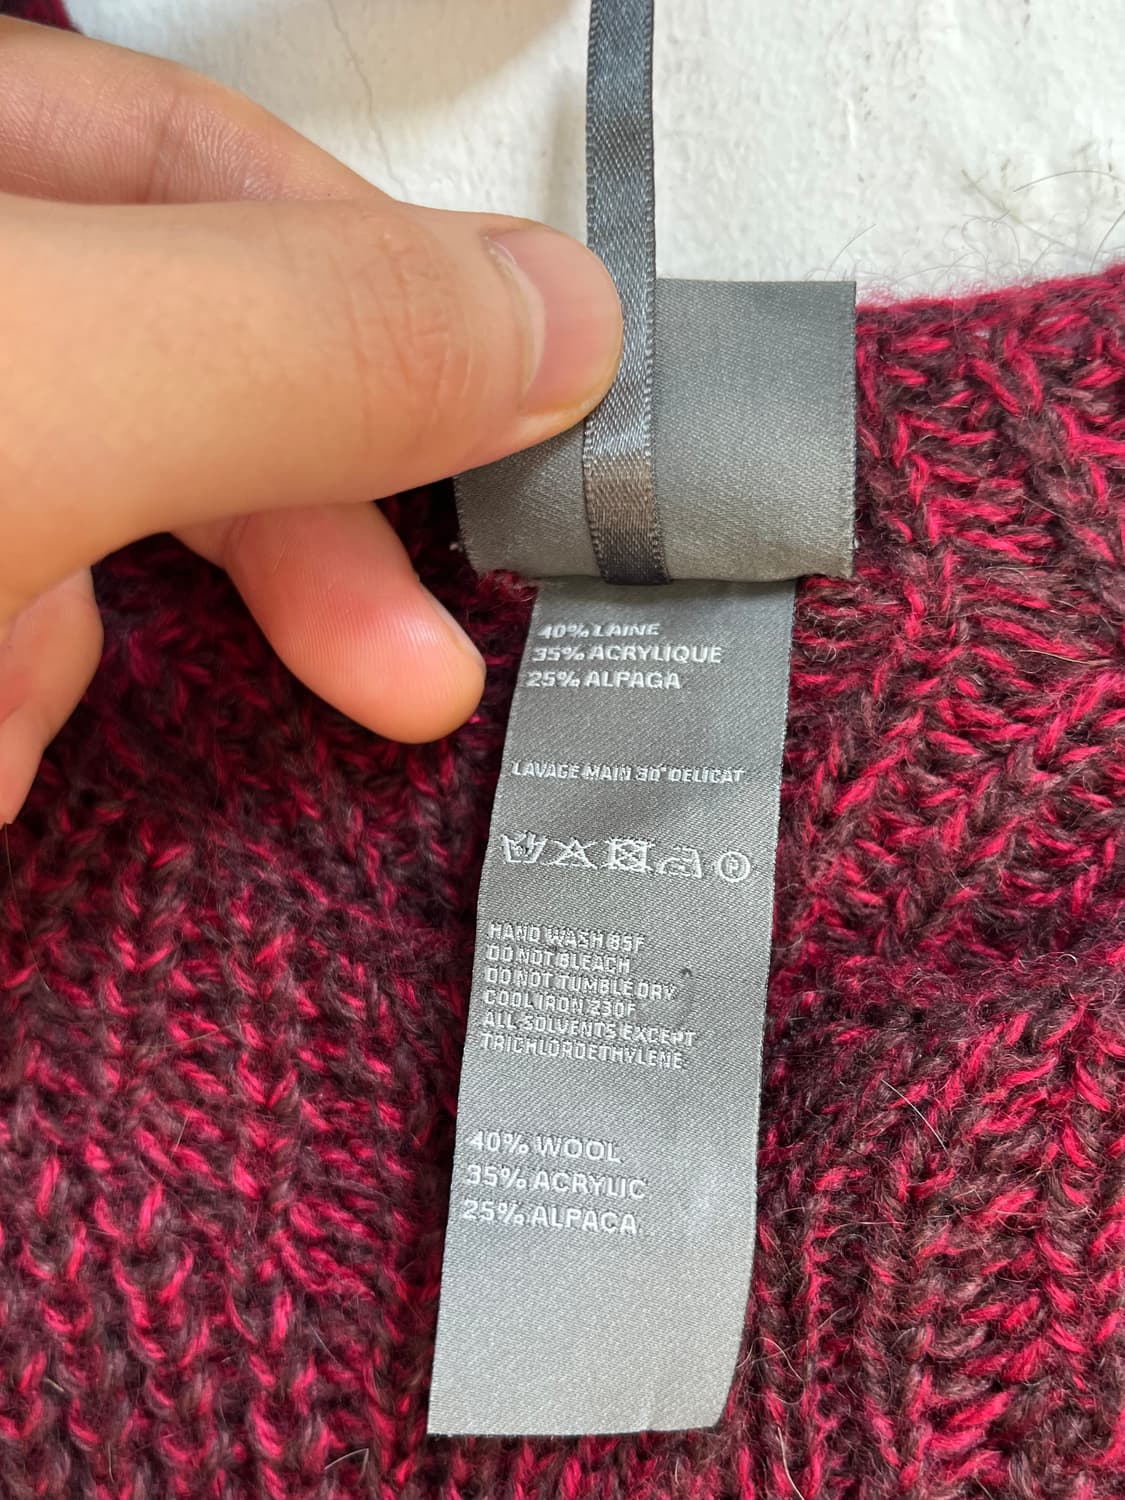 40% LAINE
35% ACRYLIQUE
25% ALPAGA
LAVAGE MAIN 30° DELICAT
P
HAND WASH 85F
DO NOT BLEACH
DO NOT TUMBLE DRY
COOL IRON 230F
ALL SOLVENTS EXCEPT
TRICHLOROETHYLENE
40% WOOL
35% ACRYLIC
25% ALPACA